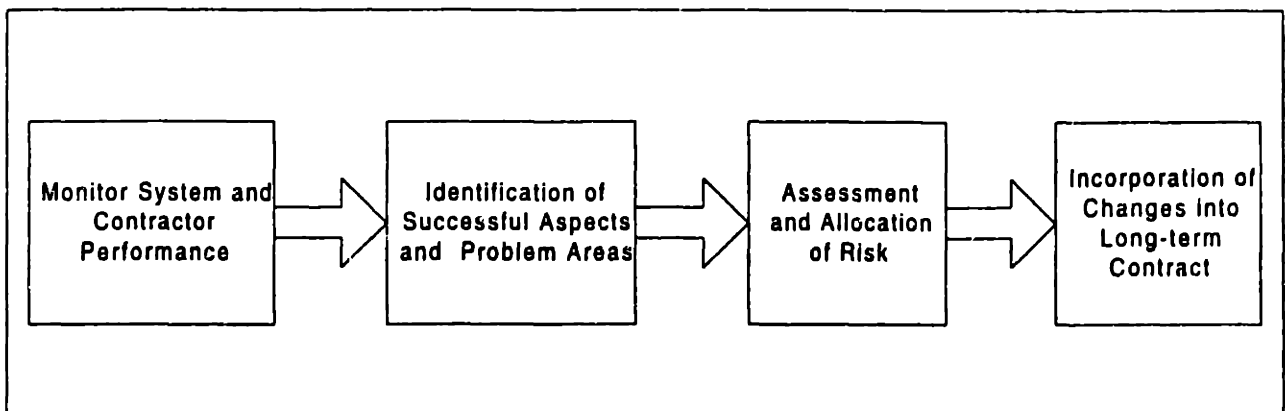 Monitor System and
Contractor
Performance
Identification of
Successful Aspects
and Problem Areas
Assessment
and Allocation
of Risk
Incorporation of
Changes into
Long-term
Contract